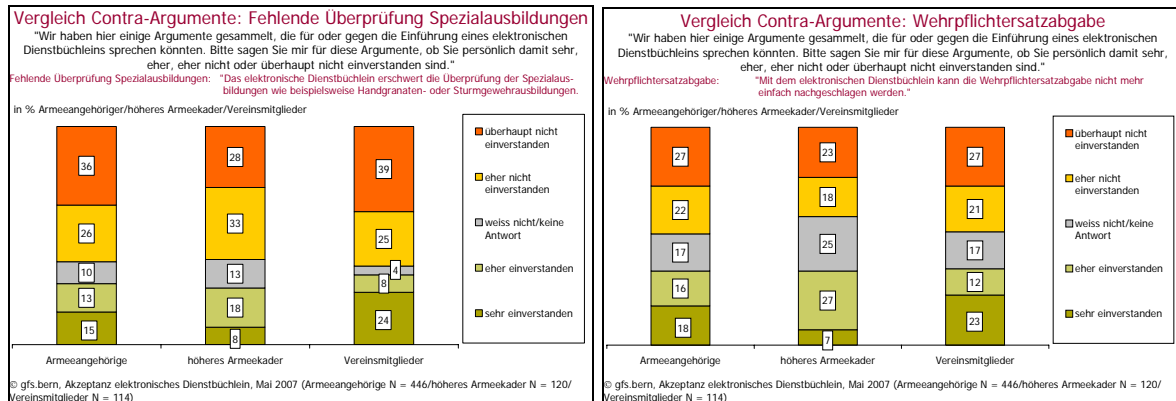 Vergleich Contra-Argumente: Fehlende Überprüfung Spezialausbildungen
"Wir haben hier einige Argumente gesammelt, die für oder gegen die Einführung eines elektronischen
Dienstbüchleins sprechen könnten. Bitte sagen Sie mir für diese Argumente, ob Sie persönlich damit sehr,
eher, eher nicht oder überhaupt nicht einverstanden sind."
Fehlende Überprüfung Spezialausbildungen: "Das elektronische Dienstbüchlein erschwert die Überprüfung der Spezialaus-
bildungen wie beispielsweise Handgranaten- oder Sturmgewehrausbildungen.
in % Armeeangehöriger/höheres Armeekader/Vereinsmitglieder
36
26
10
13
15
28
33
13
18
8
39
25
4
8
24
Armeeangehörige
höheres Armeekader
Vereinsmitglieder
überhaupt nicht
einverstanden
eher nicht
einverstanden
weiss nicht/keine
Antwort
eher einverstanden
sehr einverstanden
© gfs.bern, Akzeptanz elektronisches Dienstbüchlein, Mai 2007 (Armeeangehörige N = 446/höheres Armeekader N = 120/
Vereinsmitglieder N = 114)
Vergleich Contra-Argumente: Wehrpflichtersatzabgabe
"Wir haben hier einige Argumente gesammelt, die für oder gegen die Einführung eines elektronischen
Dienstbüchleins sprechen könnten. Bitte sagen Sie mir für diese Argumente, ob Sie persönlich damit sehr,
eher, eher nicht oder überhaupt nicht einverstanden sind."
Wehrpflichtersatzabgabe: "Mit dem elektronischen Dienstbüchlein kann die Wehrpflichtersatzabgabe nicht mehr
einfach nachgeschlagen werden."
in % Armeeangehöriger/höheres Armeekader/Vereinsmitglieder
27
22
17
16
18
23
18
25
27
7
27
21
17
12
23
Armeeangehörige
höheres Armeekader
Vereinsmitglieder
überhaupt nicht
einverstanden
eher nicht
einverstanden
weiss nicht/keine
Antwort
eher einverstanden
sehr einverstanden
© gfs.bern, Akzeptanz elektronisches Dienstbüchlein, Mai 2007 (Armeeangehörige N = 446/höheres Armeekader N = 120/
Vereinsmitglieder N = 114)